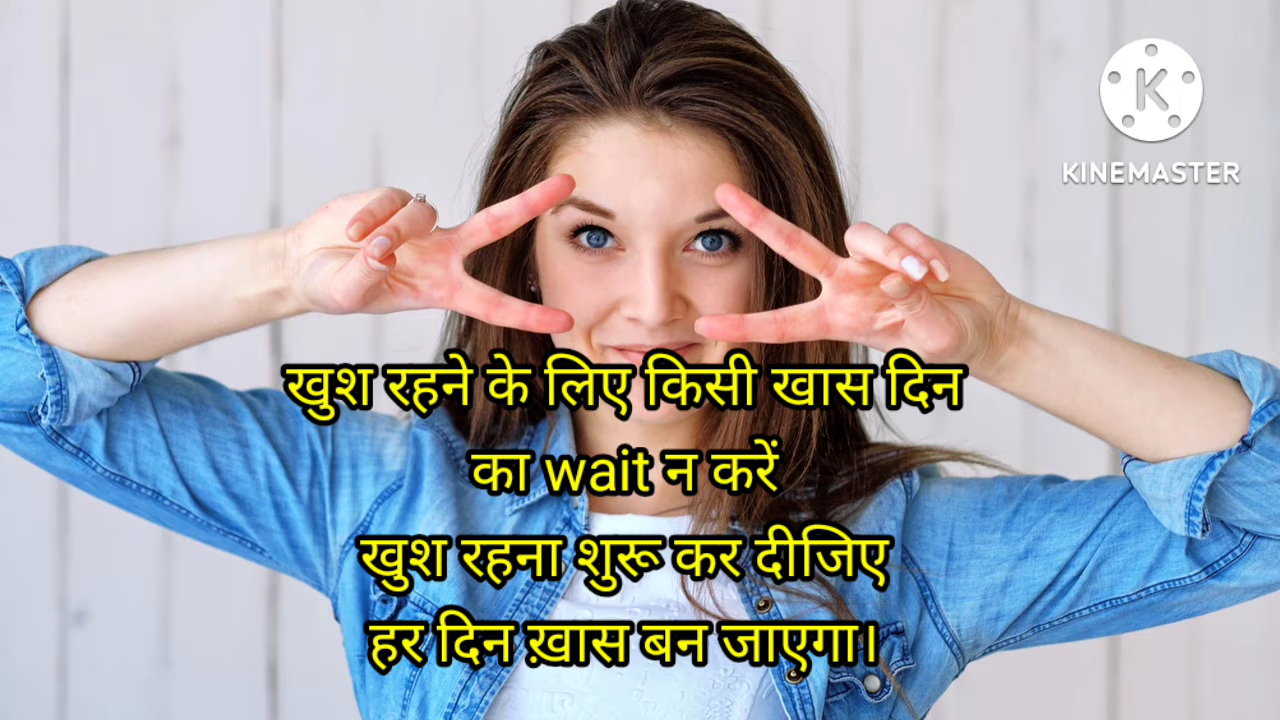 KINEMASTER
खुश रहने के लिए किसी खास दिन
का wait न करें
खुश रहना शुरू कर दीजिए
हर दिन ख़ास बन जाएगा।